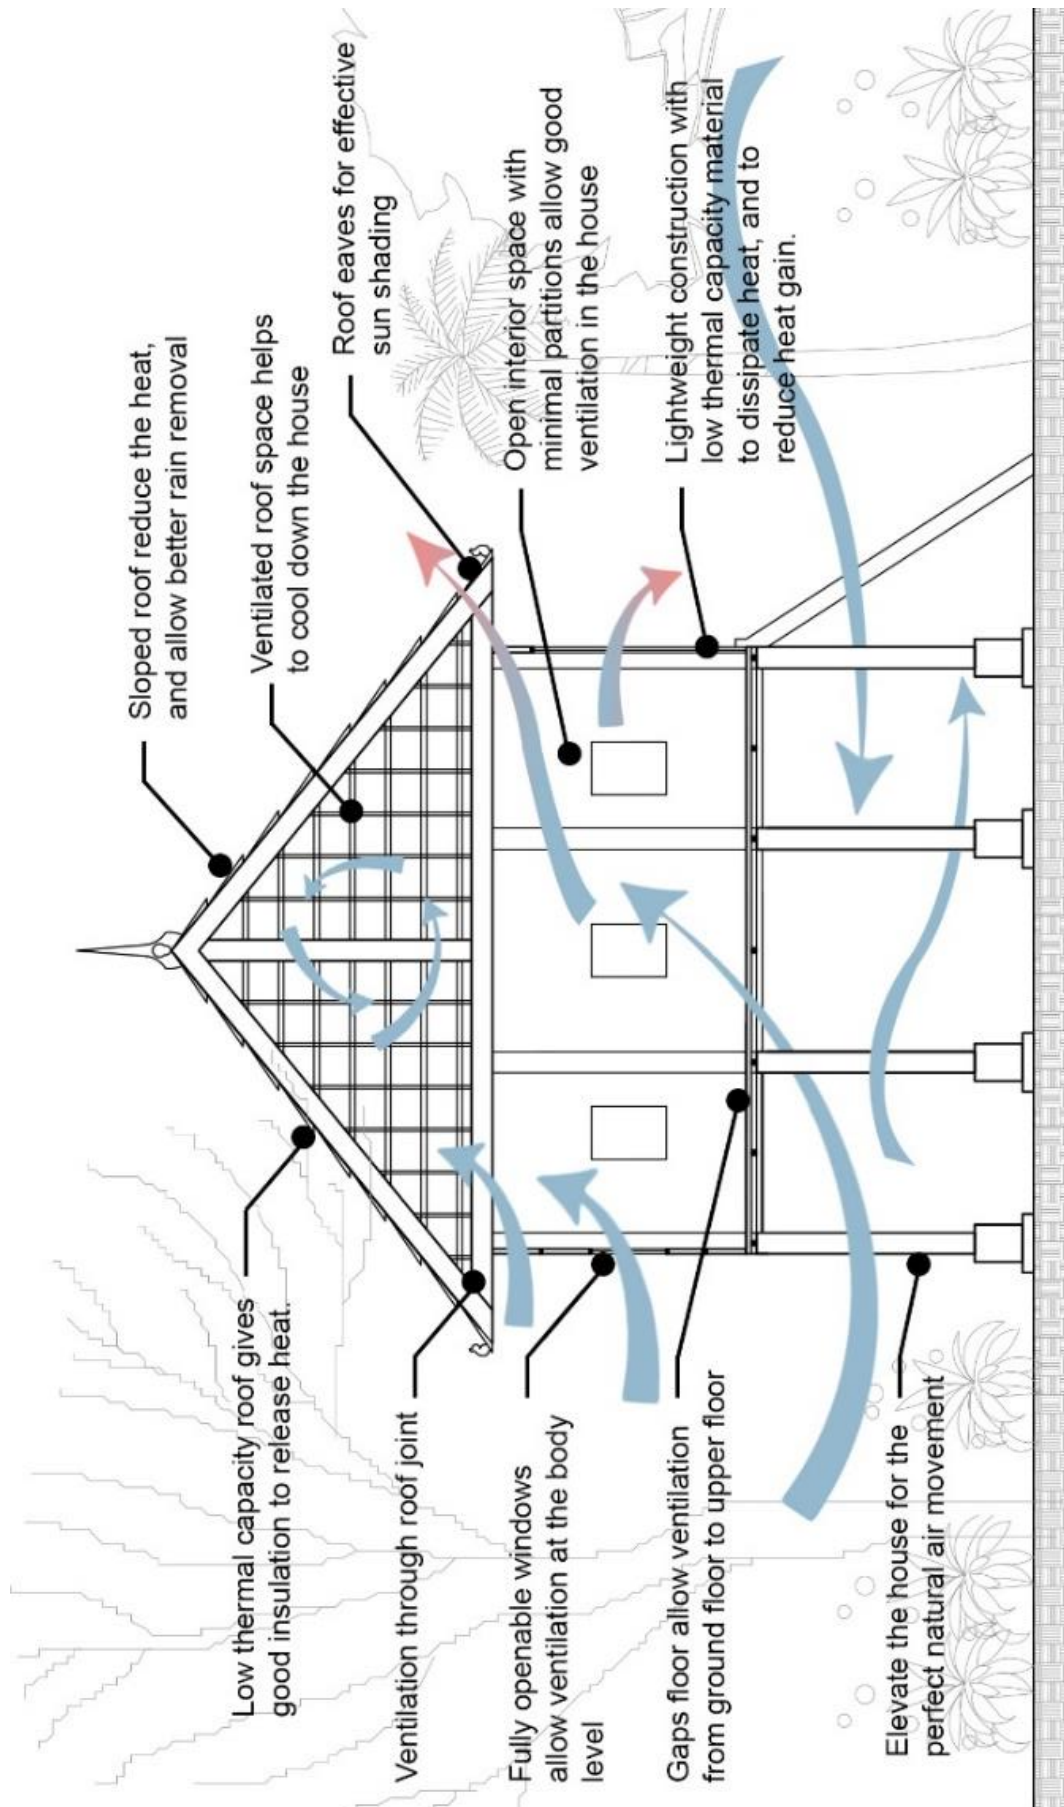 Sloped roof reduce the heat,
and allow better rain removal
Ventilated roof space helps
to cool down the house
Roof eaves for effective
sun shading
Open interior space with
minimal partitions allow good
ventilation in the house
Lightweight construction with
low thermal capacity material
to dissipate heat, and to
reduce heat gain.
Low thermal capacity roof gives
good insulation to release heat.
Ventilation through roof joint
Fully openable windows
allow ventilation at the body
level
Gaps floor allow ventilation
from ground floor to upper floor
Elevate the house for the
perfect natural air movement